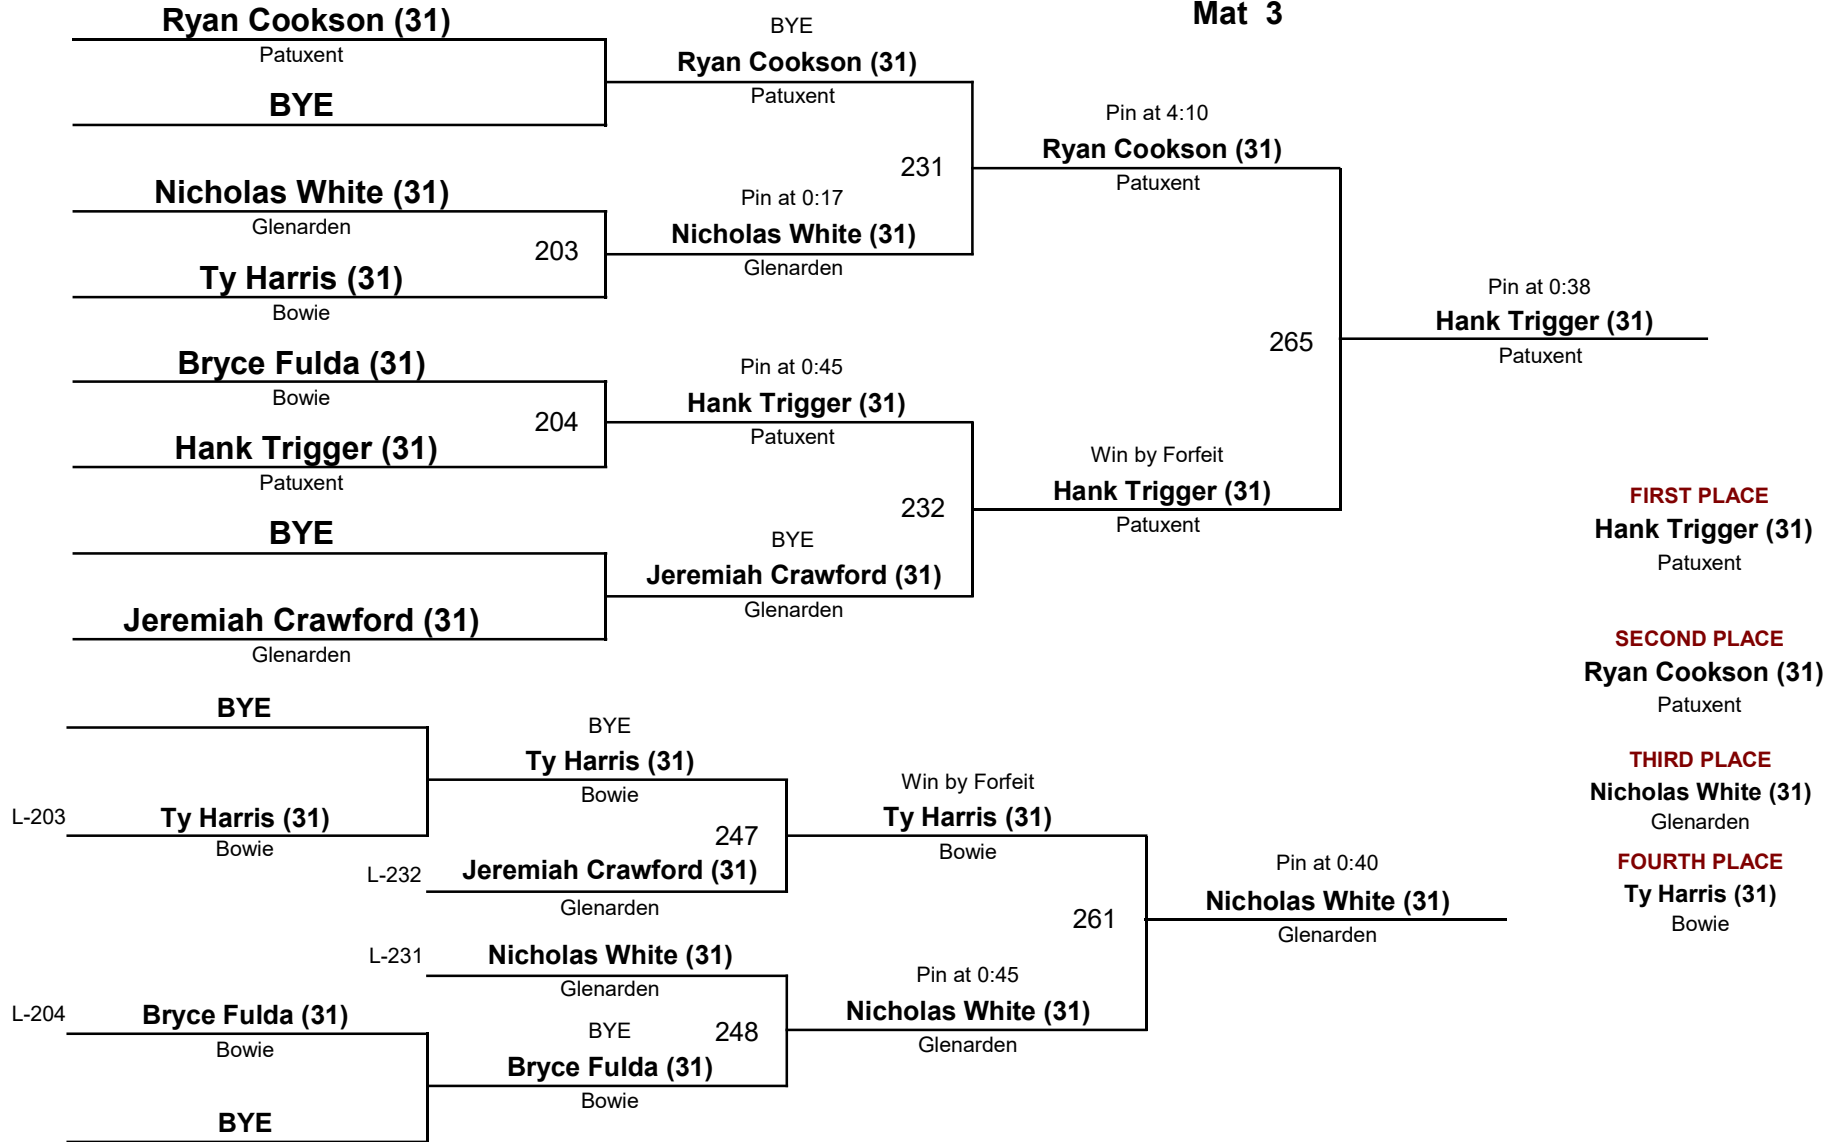 Mat 3
Ryan Cookson (31)
Patuxent
BYE
Nicholas White (31)
Glenarden
203
Ty Harris (31)
Bowie
Bryce Fulda (31)
Bowie
204
Hank Trigger (31)
Patuxent
BYE
Jeremiah Crawford (31)
Glenarden
BYE
Ryan Cookson (31)
Patuxent
231
Pin at 0:17
Nicholas White (31)
Glenarden
Pin at 0:45
Hank Trigger (31)
Patuxent
232
BYE
Jeremiah Crawford (31)
Glenarden
Pin at 4:10
Ryan Cookson (31)
Patuxent
265
Win by Forfeit
Hank Trigger (31)
Patuxent
Pin at 0:38
Hank Trigger (31)
Patuxent
FIRST PLACE
Hank Trigger (31)
Patuxent
SECOND PLACE
Ryan Cookson (31)
Patuxent
THIRD PLACE
Nicholas White (31)
Glenarden
FOURTH PLACE
Ty Harris (31)
Bowie
BYE
L-203
Ty Harris (31)
Bowie
L-204
Bryce Fulda (31)
Bowie
BYE
BYE
Ty Harris (31)
Bowie
247
L-232
Jeremiah Crawford (31)
Glenarden
L-231
Nicholas White (31)
Glenarden
BYE
248
Bryce Fulda (31)
Bowie
Win by Forfeit
Ty Harris (31)
Bowie
261
Pin at 0:45
Nicholas White (31)
Glenarden
Pin at 0:40
Nicholas White (31)
Glenarden